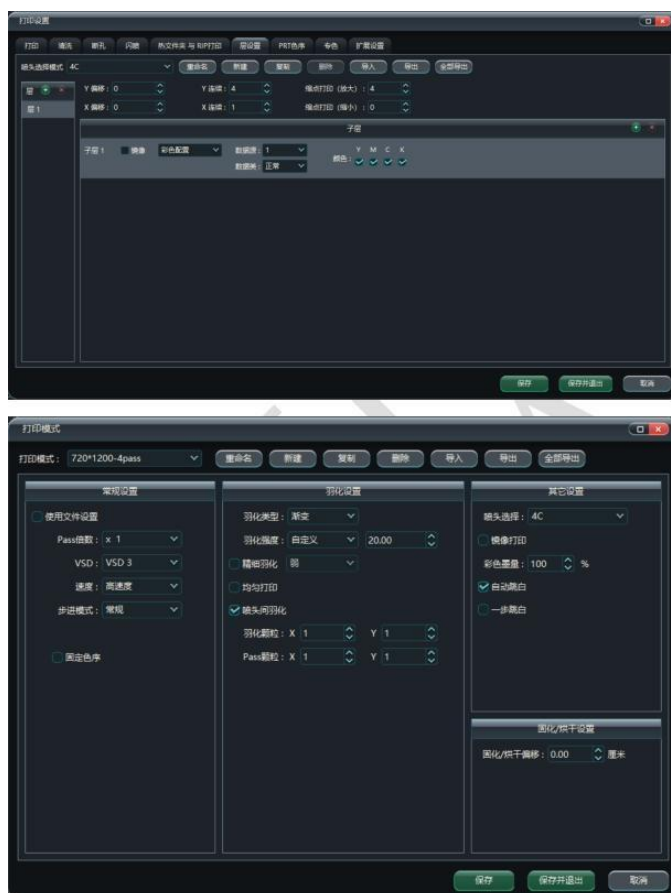 打印设置
打印 清洗 断孔 闪喷 热文件夹与RIP打印 层设置 PRT色序 专色 扩展设置
喷头选择模式 4C 重命名 新建 复制 删除 导入 导出 全部导出
层 Y 偏移: 0 Y 连续: 4 缩点打印 (放大) : 4
层 1 X 偏移: 0 X 连续: 1 缩点打印 (缩小) : 0
子层
子层 1 镜像 彩色配置 数据源: 1 颜色: Y M C K
数据类: 正常
保存 保存并退出 取消
打印模式
打印模式: 720*1200-4pass 重命名 新建 复制 删除 导入 导出 全部导出
常规设置 羽化设置 其它设置
使用文件设置 羽化类型: 渐变 喷头选择: 4C
Pass倍数: x 1 羽化强度: 自定义 20.00 镜像打印
VSD: VSD 3 精细羽化 弱 彩色墨量: 100 %
速度: 高速度 均匀打印 自动跳白
步进模式: 常规 喷头间羽化 一步跳白
羽化颗粒: X 1 Y 1
固定色序 Pass颗粒: X 1 Y 1
固化/烘干设置
固化/烘干偏移: 0.00 厘米
保存 保存并退出 取消